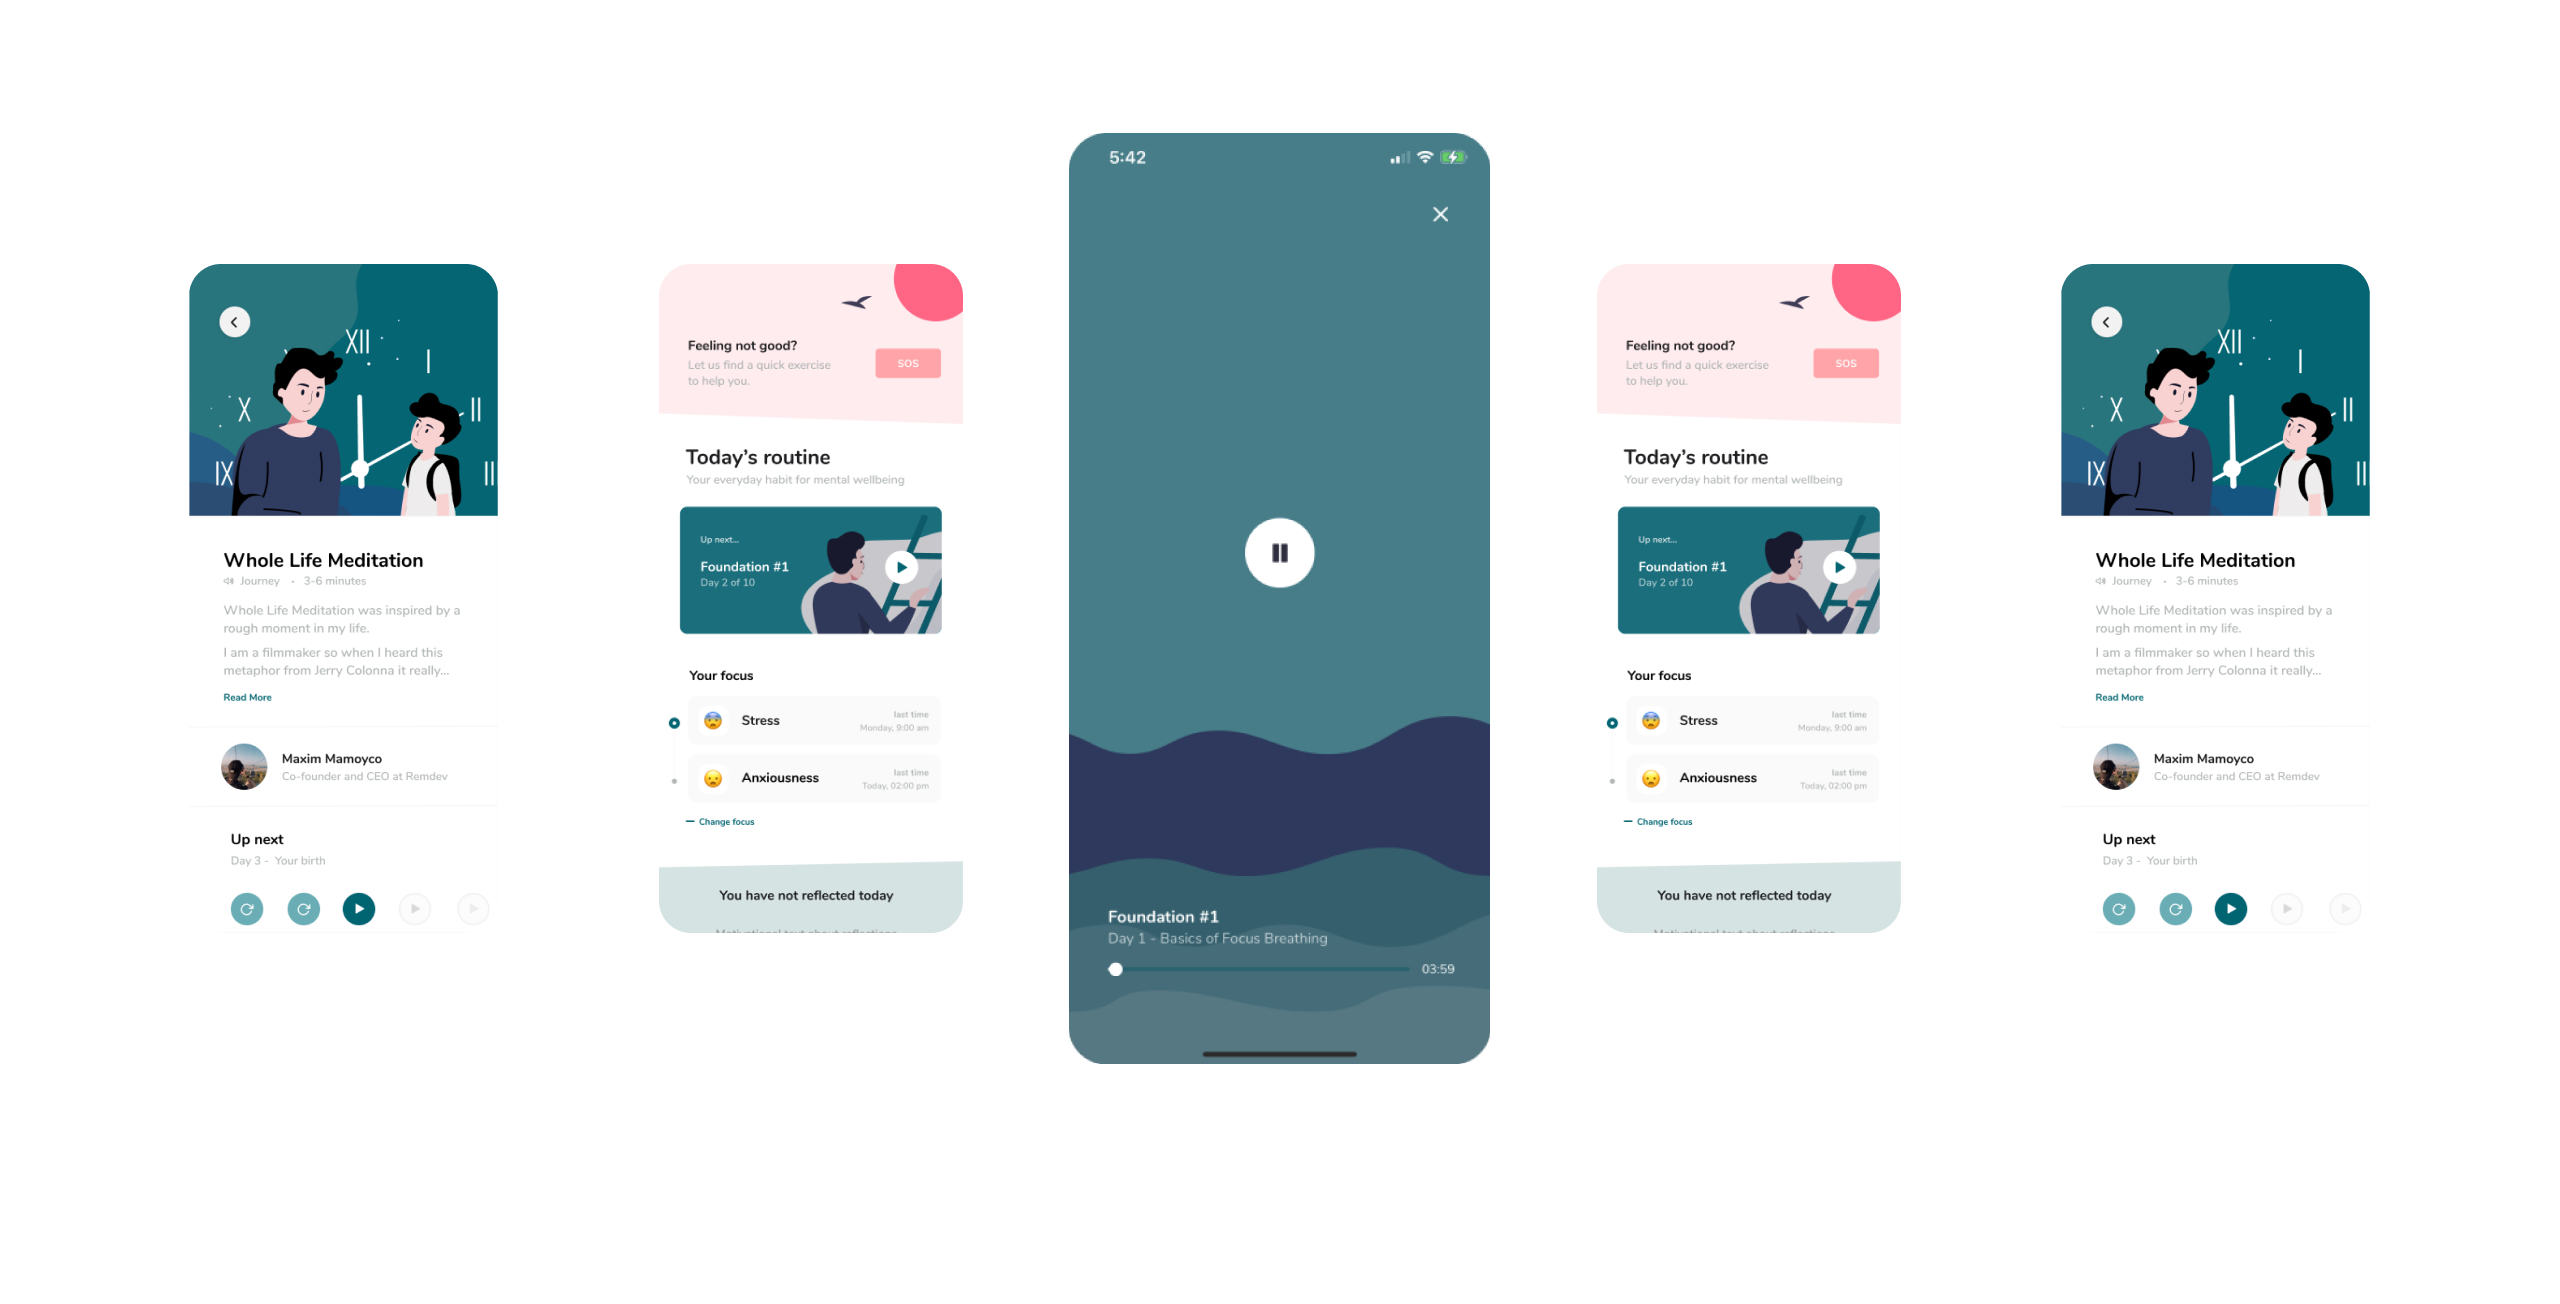 XII
I
X
II
IX
II
Whole Life Meditation
Journey • 3-6 minutes
Whole Life Meditation was inspired by a
rough moment in my life.
I am a filmmaker so when I heard this
metaphor from Jerry Colonna it really...
Read More
Maxim Mamoyco
Co-founder and CEO at Remdev
Up next
Day 3 - Your birth
Feeling not good?
Let us find a quick exercise
to help you.
SOS
Today's routine
Your everyday habit for mental wellbeing
Up next...
Foundation #1
Day 2 of 10
Your focus
Stress
last time
Monday, 9:00 am
Anxiousness
last time
Today, 02:00 pm
Change focus
You have not reflected today
Motivational text about reflections
5:42
Foundation #1
Day 1 - Basics of Focus Breathing
03:59
Feeling not good?
Let us find a quick exercise
to help you.
SOS
Today's routine
Your everyday habit for mental wellbeing
Up next...
Foundation #1
Day 2 of 10
Your focus
Stress
last time
Monday, 9:00 am
Anxiousness
last time
Today, 02:00 pm
Change focus
You have not reflected today
Motivational text about reflections
XII
I
X
II
IX
II
Whole Life Meditation
Journey • 3-6 minutes
Whole Life Meditation was inspired by a
rough moment in my life.
I am a filmmaker so when I heard this
metaphor from Jerry Colonna it really...
Read More
Maxim Mamoyco
Co-founder and CEO at Remdev
Up next
Day 3 - Your birth